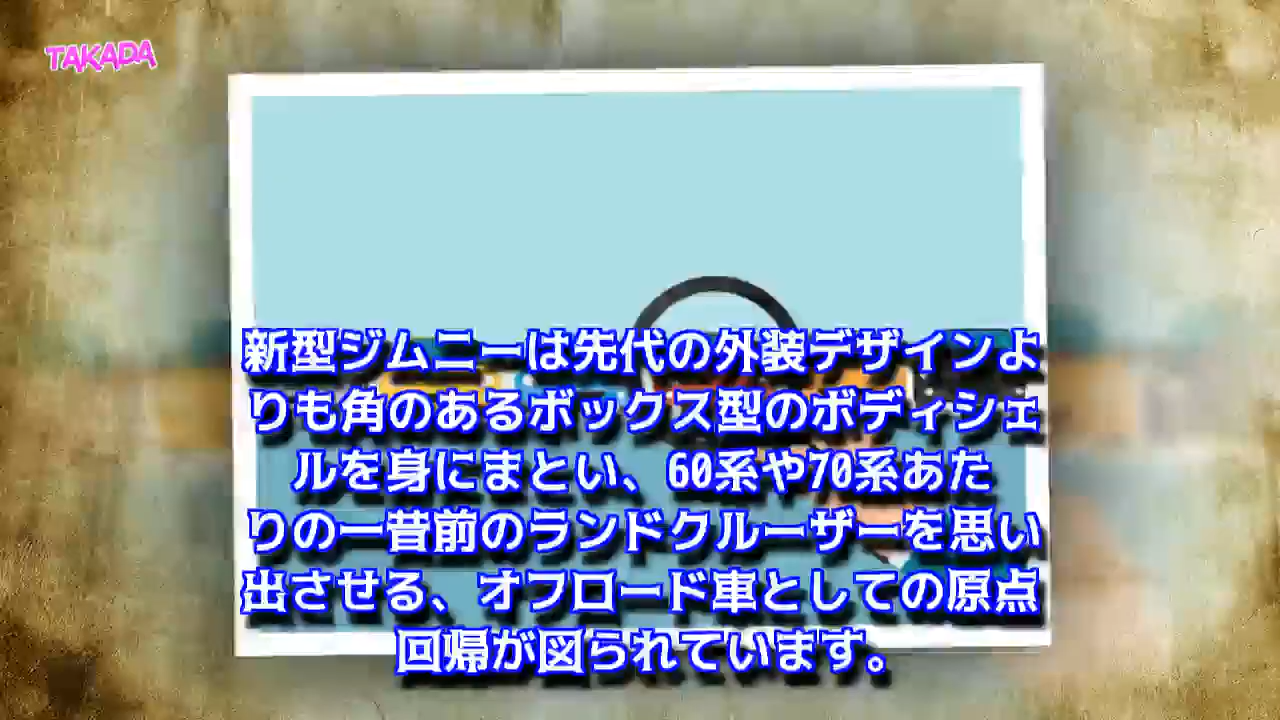 TAKADA
新型ジムニーは先代の外装デザインよ
りも角のあるボックス型のボディシェ
ルを身にまとい、60系や70系あた
りの一昔前のランドクルーザーを思い
出させる、オフロード車としての原点
回帰が図られています。